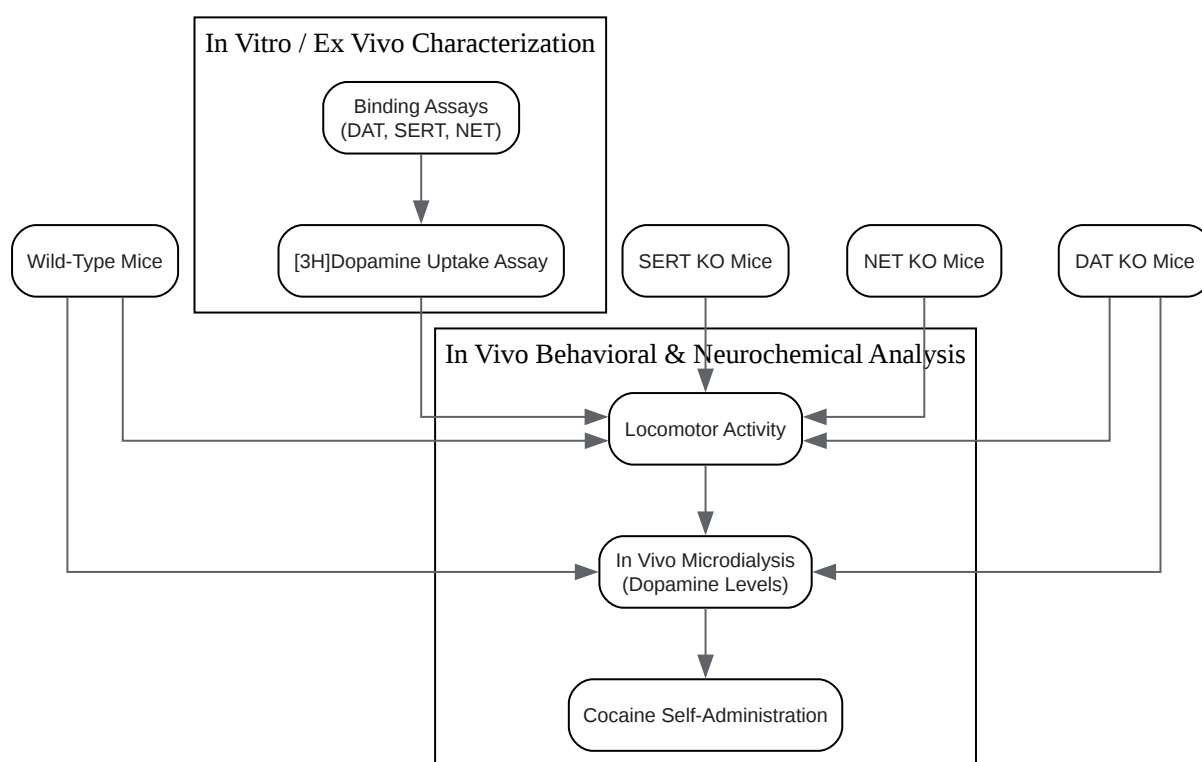 In Vitro / Ex Vivo Characterization
Binding Assays
(DAT, SERT, NET)
Wild-Type Mice
[3H]Dopamine Uptake Assay
SERT KO Mice
NET KO Mice
DAT KO Mice
In Vivo Behavioral & Neurochemical Analysis
Locomotor Activity
In Vivo Microdialysis
(Dopamine Levels)
Cocaine Self-Administration